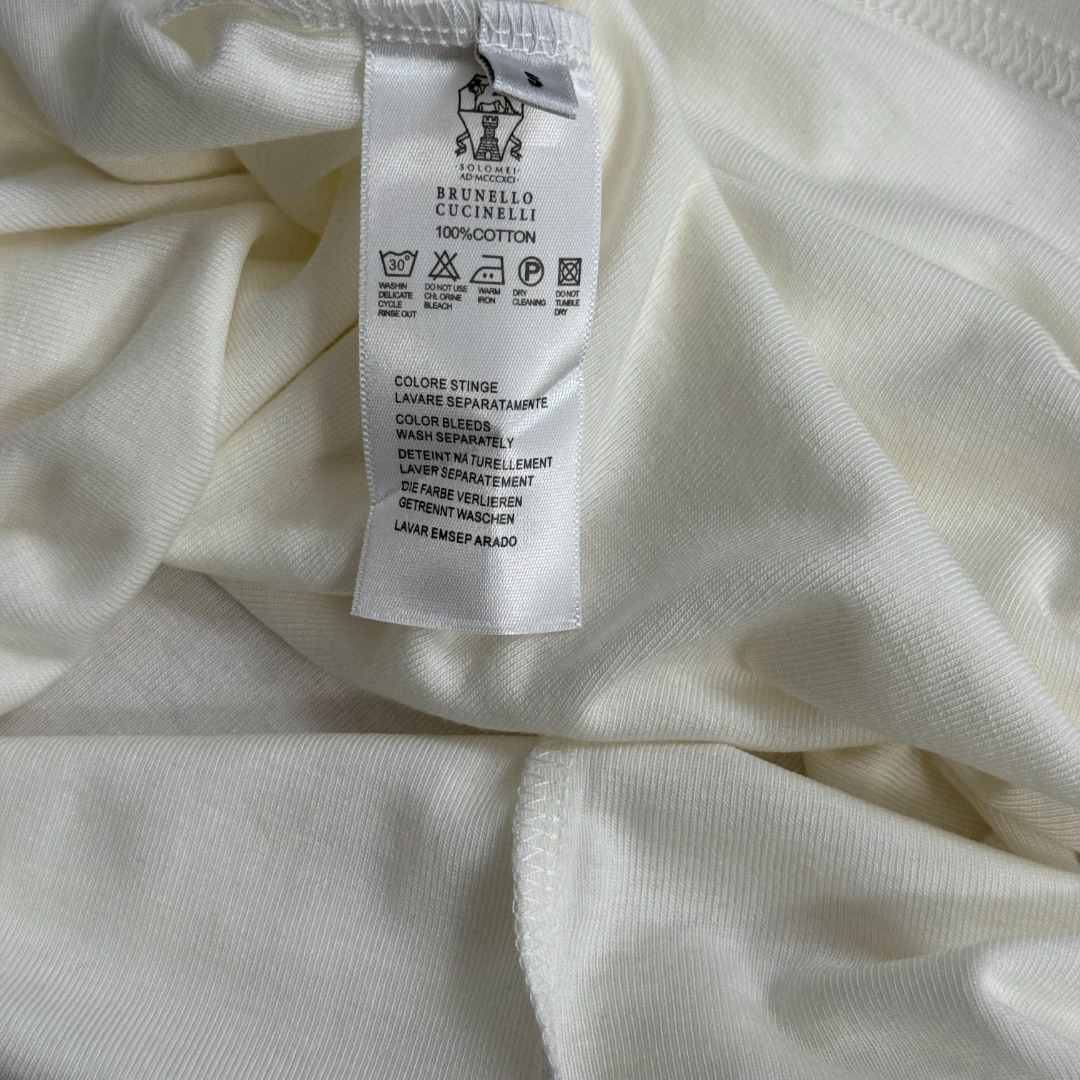 S
·SOLOMEI·
AD·MCCCXCI·
BRUNELLO
CUCINELLI
100%COTTON
30°
P
WASHIN
DELICATE
CYCLE
RINSE OUT
DO NOT USE
CHLORINE
BLEACH
WARM
IRON
DRY
CLEANING
DO NOT
TUMBLE
DRY
COLORE STINGE
LAVARE SEPARATAMENTE
COLOR BLEEDS
WASH SEPARATELY
DETEINT NATURELLEMENT
LAVER SEPARATEMENT
DIE FARBE VERLIEREN
GETRENNT WASCHEN
LAVAR EMSEP ARADO